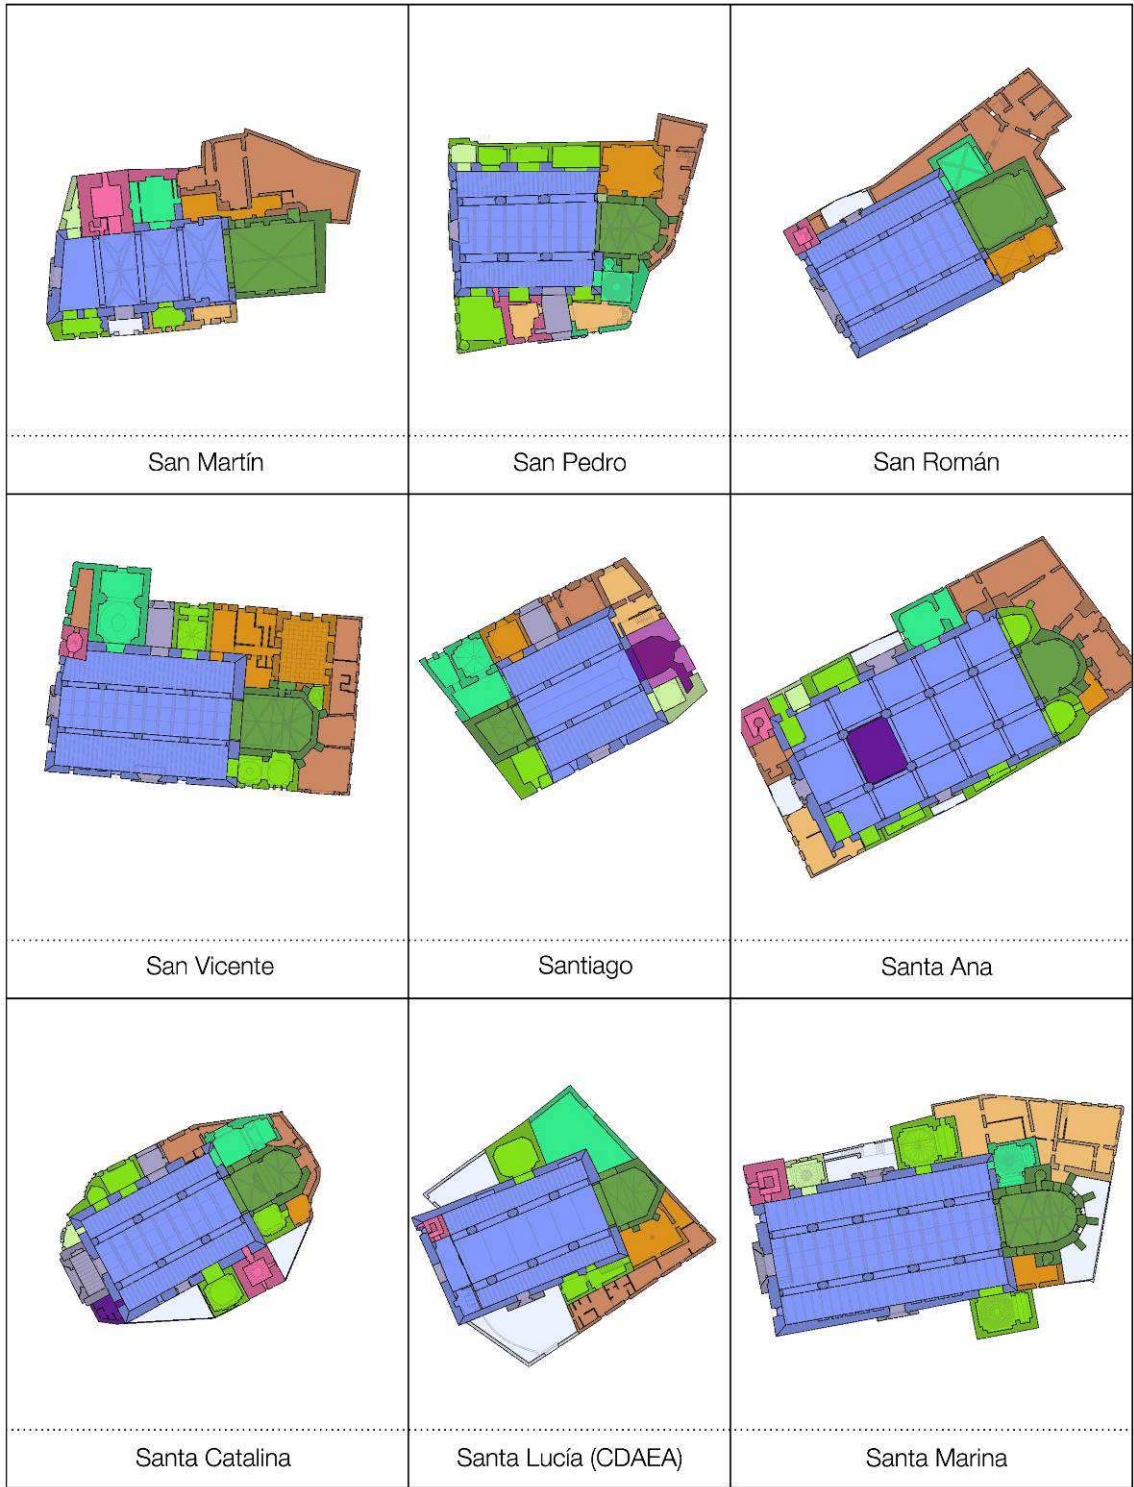 San Martín
San Pedro
San Román
San Vicente
Santiago
Santa Ana
Santa Catalina
Santa Lucía (CDAEA)
Santa Marina